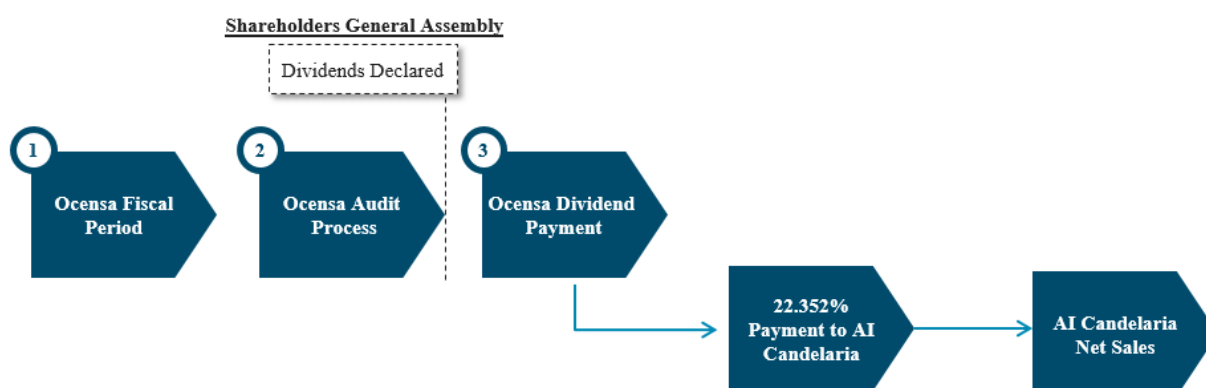 Shareholders General Assembly
Dividends Declared
1
Ocensa Fiscal
Period
2
Ocensa Audit
Process
3
Ocensa Dividend
Payment
22.352%
Payment to AI
Candelaria
AI Candelaria
Net Sales